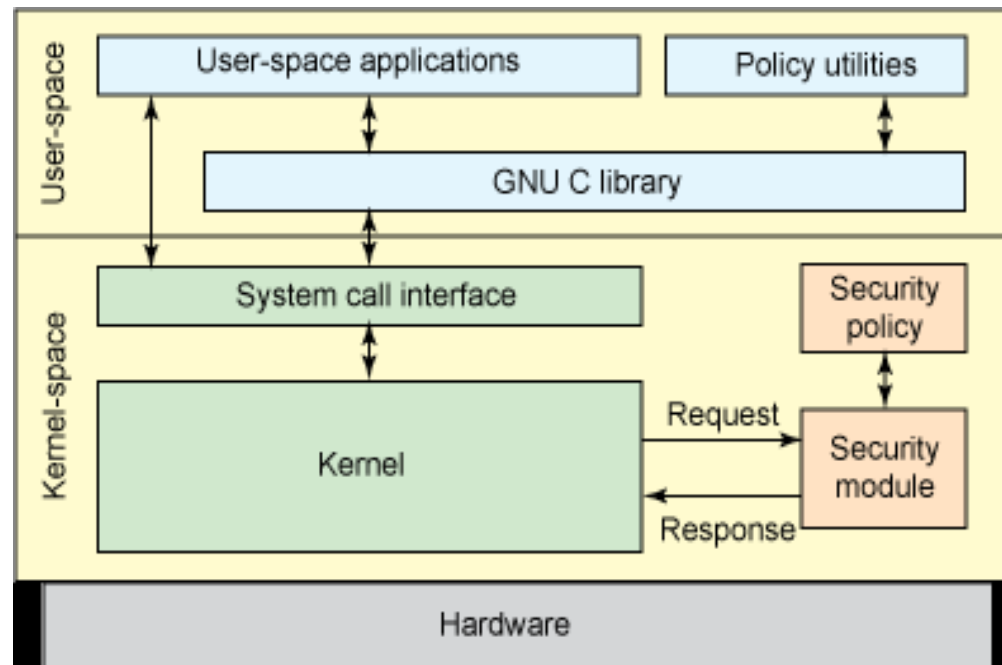 User-space
User-space applications
Policy utilities
GNU C library
Kernel-space
System call interface
Security
policy
Kernel
Request
Response
Security
module
Hardware